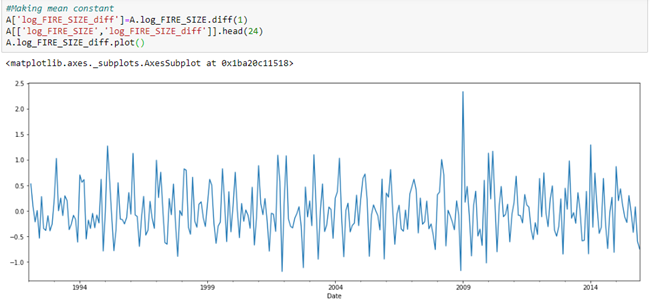 #Making mean constant
A['log_FIRE_SIZE_diff']=A.log_FIRE_SIZE.diff(1)
A[['log_FIRE_SIZE','log_FIRE_SIZE_diff']].head(24)
A.log_FIRE_SIZE_diff.plot()
<matplotlib.axes._subplots.AxesSubplot at 0x1ba20c11518>
2.5
2.0
1.5
1.0
0.5
0.0
−0.5
−1.0
1994 1999 2004 2009 2014
Date